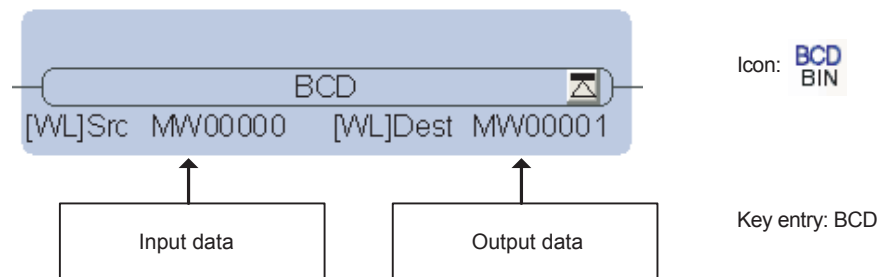 BCD
[WL]Src MW00000 [WL]Dest MW00001
Input data
Output data
Icon: BCD
BIN
Key entry: BCD